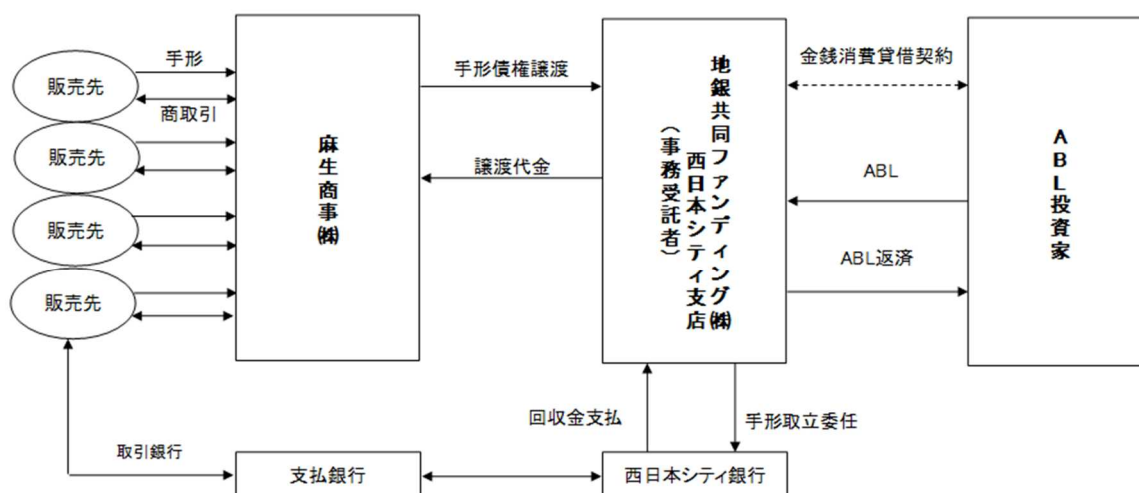 販売先
手形
商取引
販売先
販売先
販売先
麻生商事㈱
手形債権譲渡
譲渡代金
地銀共同ファンディング㈱
西日本シティ支店
（事務受託者）
金銭消費貸借契約
ABL
ABL返済
ABL投資家
回収金支払
手形取立委任
取引銀行
支払銀行
西日本シティ銀行